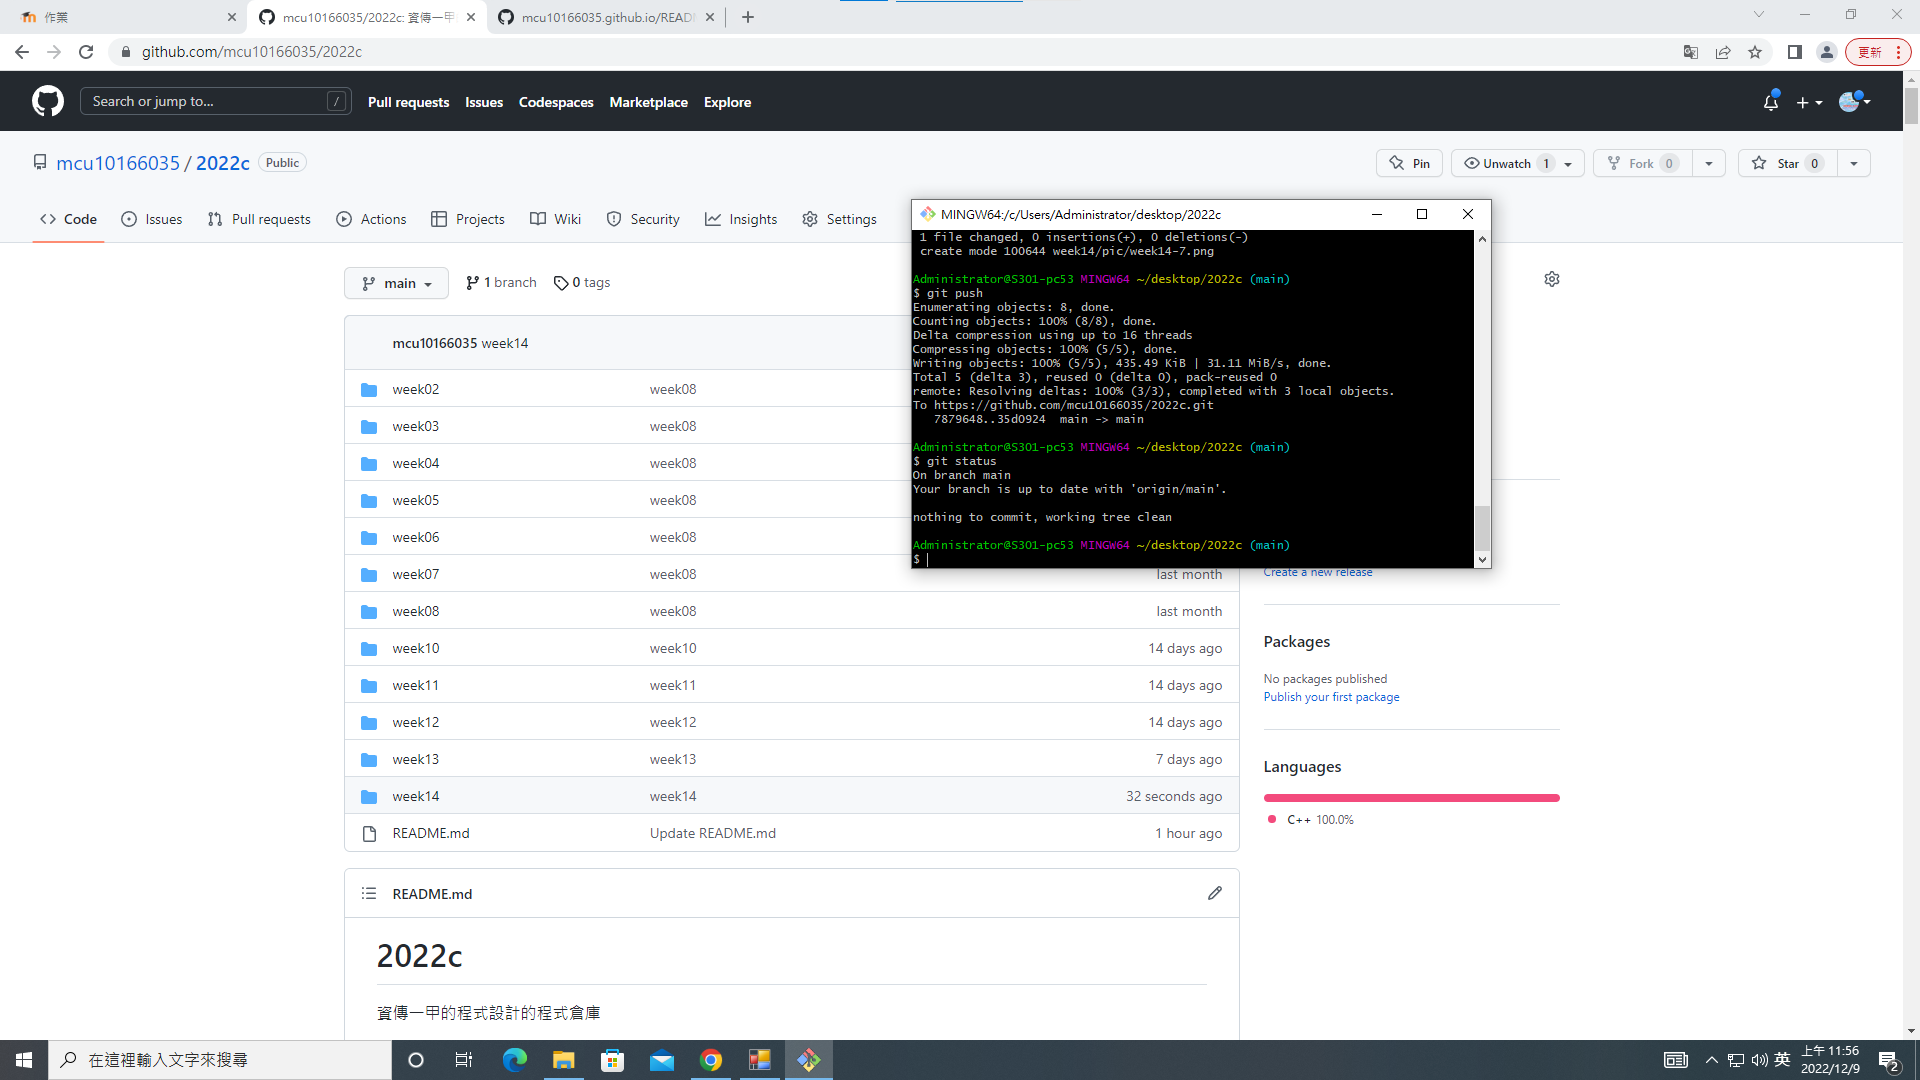 作業
mcu10166035/2022c: 資傳一甲
mcu10166035.github.io/READ
github.com/mcu10166035/2022c
更新
Search or jump to...
/
Pull requests
Issues
Codespaces
Marketplace
Explore
mcu10166035 / 2022c
Public
Pin
Unwatch 1
Fork 0
Star 0
Code
Issues
Pull requests
Actions
Projects
Wiki
Security
Insights
Settings
MINGW64:/c/Users/Administrator/desktop/2022c
1 file changed, 0 insertions(+), 0 deletions(-)
create mode 100644 week14/pic/week14-7.png
Administrator@S301-pc53 MINGW64 ~/desktop/2022c (main)
$ git push
Enumerating objects: 8, done.
Counting objects: 100% (8/8), done.
Delta compression using up to 16 threads
Compressing objects: 100% (5/5), done.
Writing objects: 100% (5/5), 435.49 KiB | 31.11 MiB/s, done.
Total 5 (delta 3), reused 0 (delta 0), pack-reused 0
remote: Resolving deltas: 100% (3/3), completed with 3 local objects.
To https://github.com/mcu10166035/2022c.git
7879648..35d0924  main -> main
Administrator@S301-pc53 MINGW64 ~/desktop/2022c (main)
$ git status
On branch main
Your branch is up to date with 'origin/main'.
nothing to commit, working tree clean
Administrator@S301-pc53 MINGW64 ~/desktop/2022c (main)
$
main
1 branch
0 tags
mcu10166035 week14
week02 week08
week03 week08
week04 week08
week05 week08
week06 week08
week07 week08 last month
week08 week08 last month
week10 week10 14 days ago
week11 week11 14 days ago
week12 week12 14 days ago
week13 week13 7 days ago
week14 week14 32 seconds ago
README.md Update README.md 1 hour ago
Create a new release
Packages
No packages published
Publish your first package
Languages
C++ 100.0%
README.md
2022c
資傳一甲的程式設計的程式倉庫
在這裡輸入文字來搜尋
英
上午 11:56
2022/12/9
2